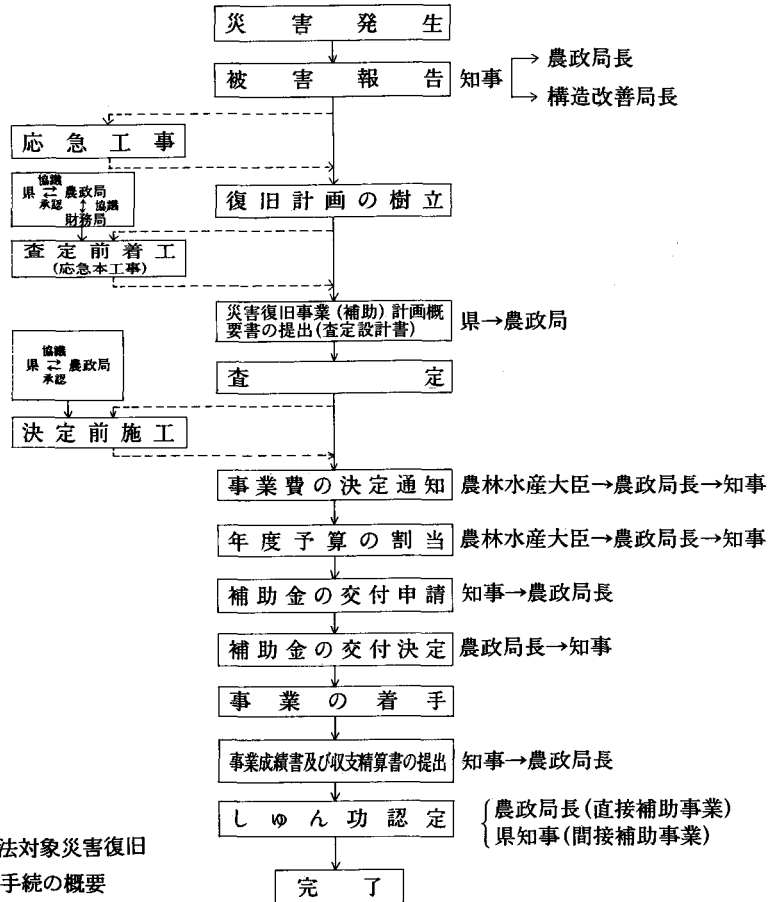 災害発生
被害報告 知事 → 農政局長
→ 構造改善局長
応急工事
協議
県 ⇄ 農政局
承認 ↕ 協議
財務局
復旧計画の樹立
査定前着工
(応急本工事)
災害復旧事業(補助)計画概
要書の提出(査定設計書)
県→農政局
協議
県 ⇄ 農政局
承認
査定
決定前施工
事業費の決定通知 農林水産大臣→農政局長→知事
年度予算の割当 農林水産大臣→農政局長→知事
補助金の交付申請 知事→農政局長
補助金の交付決定 農政局長→知事
事業の着手
事業成績書及び収支精算書の提出 知事→農政局長
しゅん功認定
農政局長(直接補助事業)
県知事(間接補助事業)
法対象災害復旧
手続の概要
完了